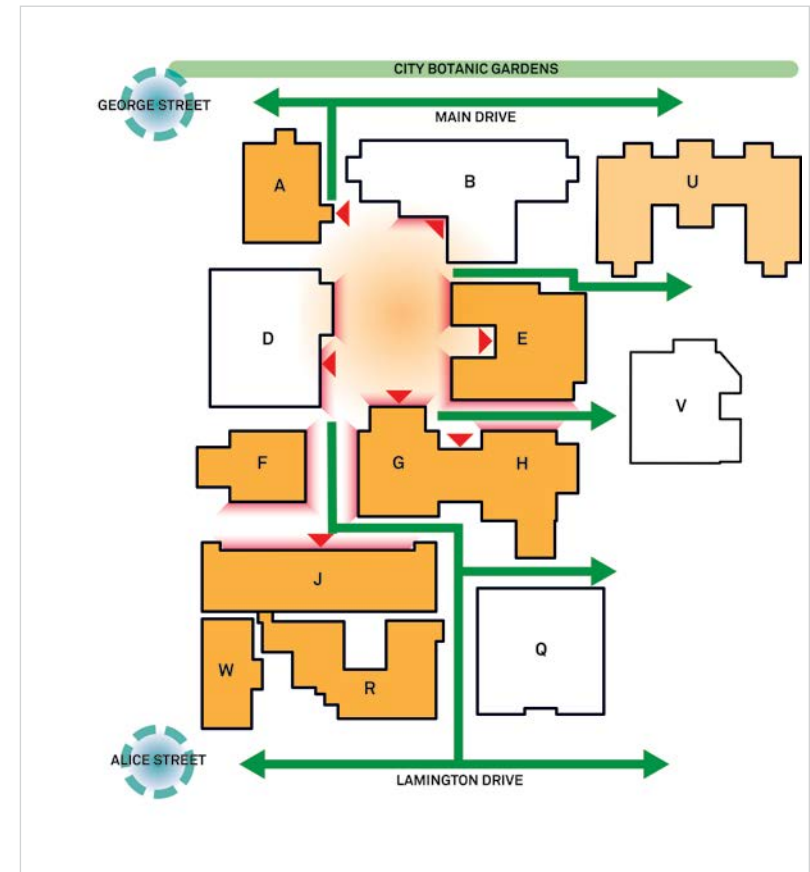 CITY BOTANIC GARDENS
GEORGE STREET
MAIN DRIVE
A
B
U
D
E
V
F
G
H
J
Q
W
R
ALICE STREET
LAMINGTON DRIVE